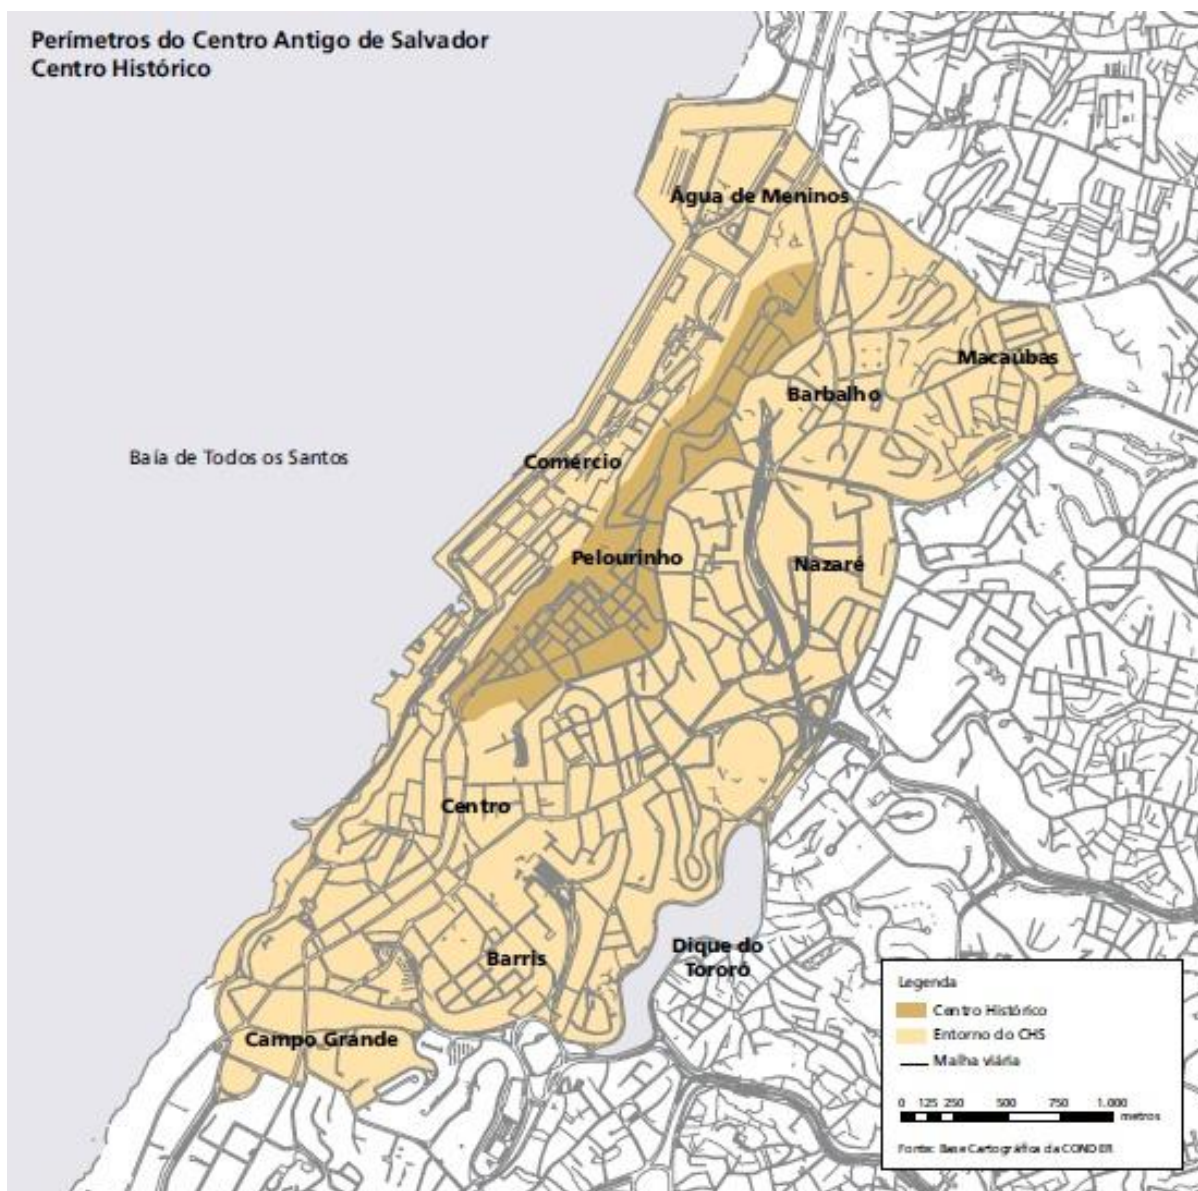 Perímetros do Centro Antigo de Salvador
Centro Histórico
Água de Meninos
Macaúbas
Barbalho
Baía de Todos os Santos
Comércio
Pelourinho
Nazaré
Centro
Dique do
Tororó
Barris
Campo Grande
Legenda
Centro Histórico
Entorno do CHS
Malha viária
0 125 250 500 750 1.000
metros
Fonte: Base Cartográfica da CONDER